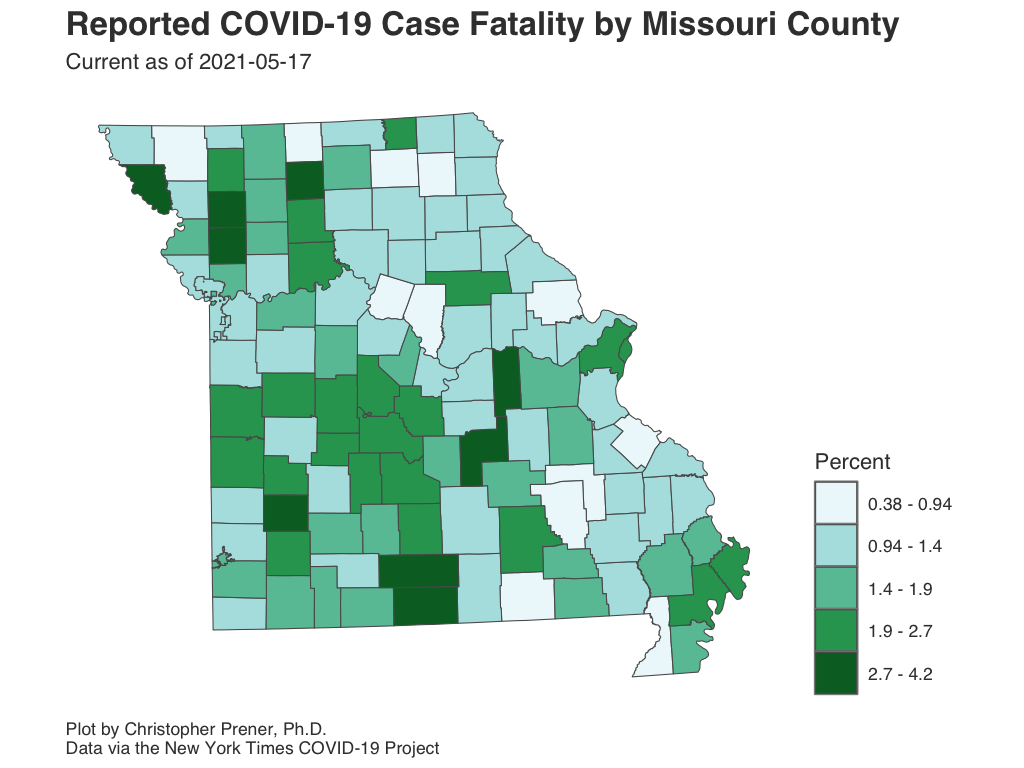 Reported COVID-19 Case Fatality by Missouri County
Current as of 2021-05-17
Percent
0.38 - 0.94
0.94 - 1.4
1.4 - 1.9
1.9 - 2.7
2.7 - 4.2
Plot by Christopher Prener, Ph.D.
Data via the New York Times COVID-19 Project